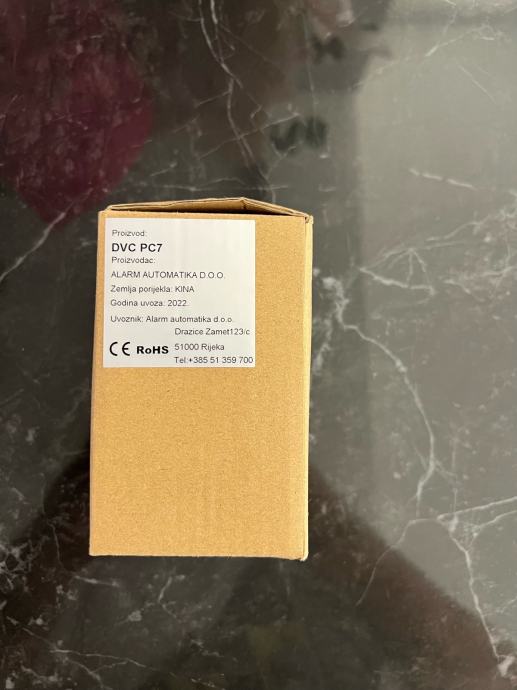 Proizvod:
DVC PC7
Proizvodac:
ALARM AUTOMATIKA D.O.O.
Zemlja porijekla: KINA
Godina uvoza: 2022.
Uvoznik: Alarm automatika d.o.o.
Drazice Zamet123/c
CE RoHS 51000 Rijeka
Tel:+385 51 359 700